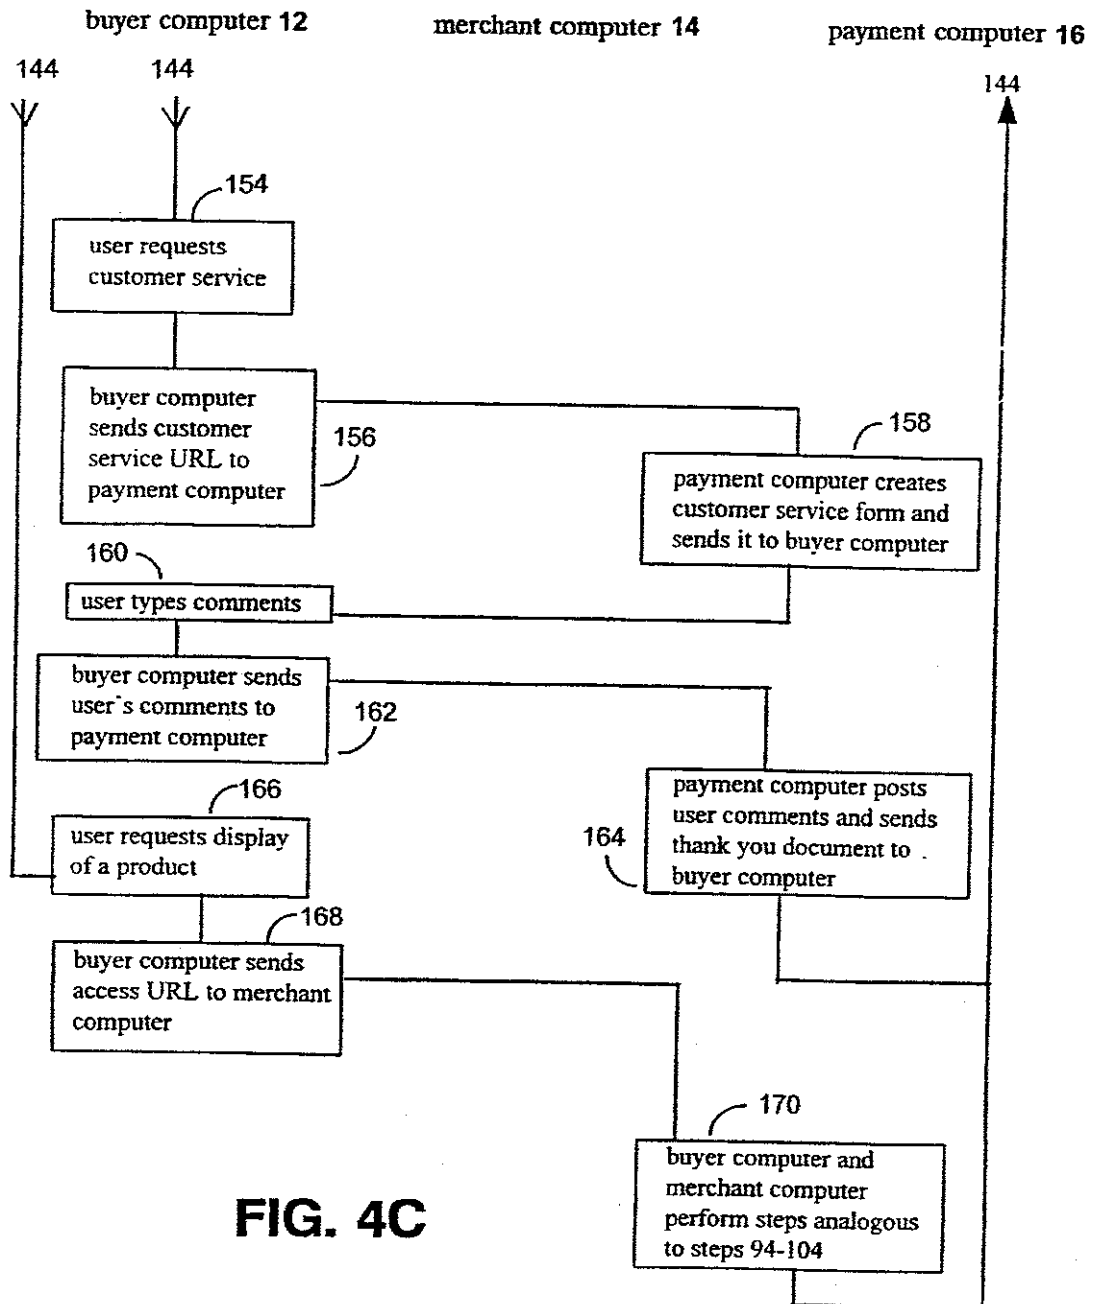 buyer computer 12
merchant computer 14
payment computer 16
144
144
144
154
user requests
customer service
buyer computer
sends customer
service URL to
payment computer
156
158
payment computer creates
customer service form and
sends it to buyer computer
160
user types comments
buyer computer sends
user's comments to
payment computer
162
payment computer posts
user comments and sends
thank you document to
buyer computer
164
166
user requests display
of a product
168
buyer computer sends
access URL to merchant
computer
170
buyer computer and
merchant computer
perform steps analogous
to steps 94-104
FIG. 4C